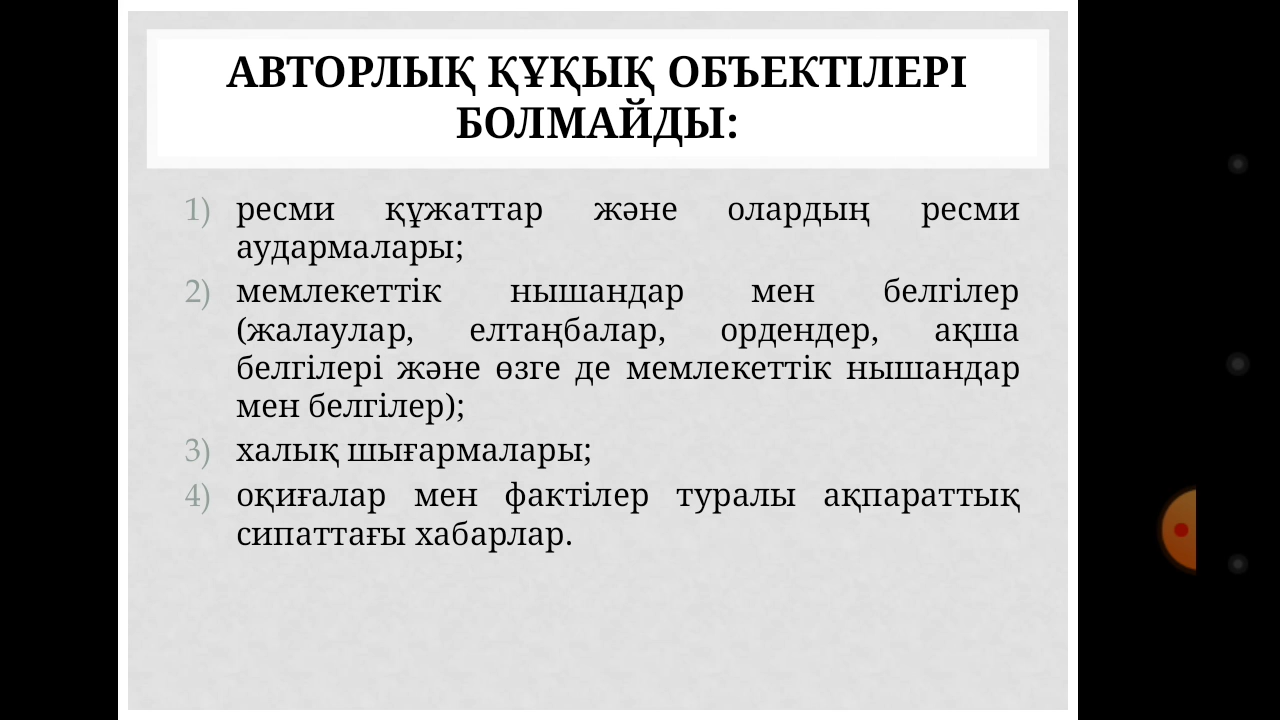 АВТОРЛЫҚ ҚҰҚЫҚ ОБЪЕКТІЛЕРІ
БОЛМАЙДЫ:
1) ресми құжаттар және олардың ресми
аудармалары;
2) мемлекеттік нышандар мен белгілер
(жалаулар, елтаңбалар, ордендер, ақша
белгілері және өзге де мемлекеттік нышандар
мен белгілер);
3) халық шығармалары;
4) оқиғалар мен фактілер туралы ақпараттық
сипаттағы хабарлар.